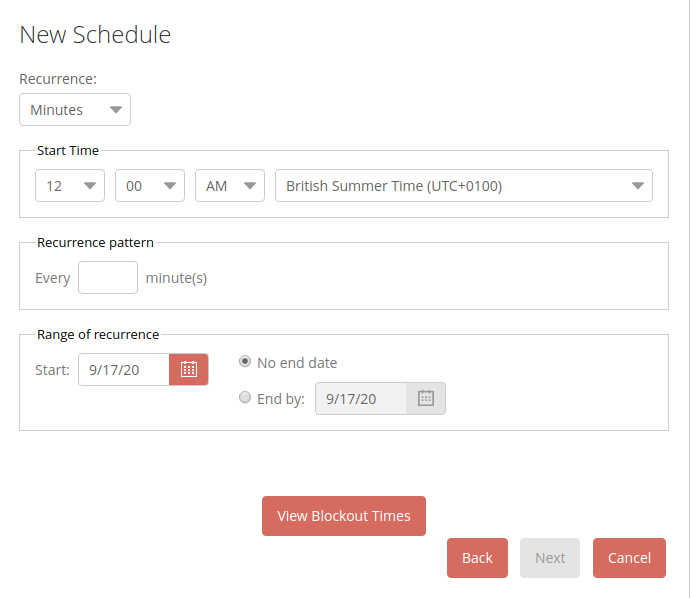 New Schedule
Recurrence:
Minutes
Start Time
12 00 AM British Summer Time (UTC+0100)
Recurrence pattern
Every minute(s)
Range of recurrence
Start: 9/17/20
No end date
End by: 9/17/20
View Blockout Times
Back Next Cancel